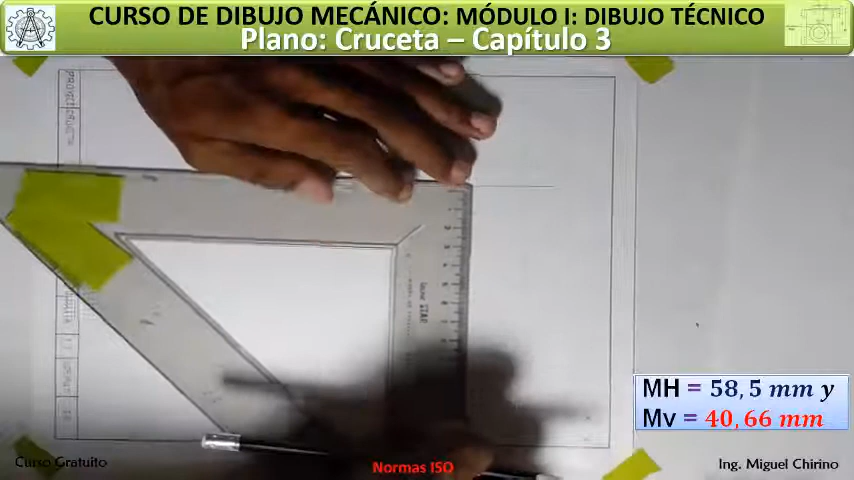 CURSO DE DIBUJO MECÁNICO: MÓDULO I: DIBUJO TÉCNICO
Plano: Cruceta – Capítulo 3
MH = 58,5 mm y
Mv = 40,66 mm
Curso Gratuito
Normas ISO
Ing. Miguel Chirino